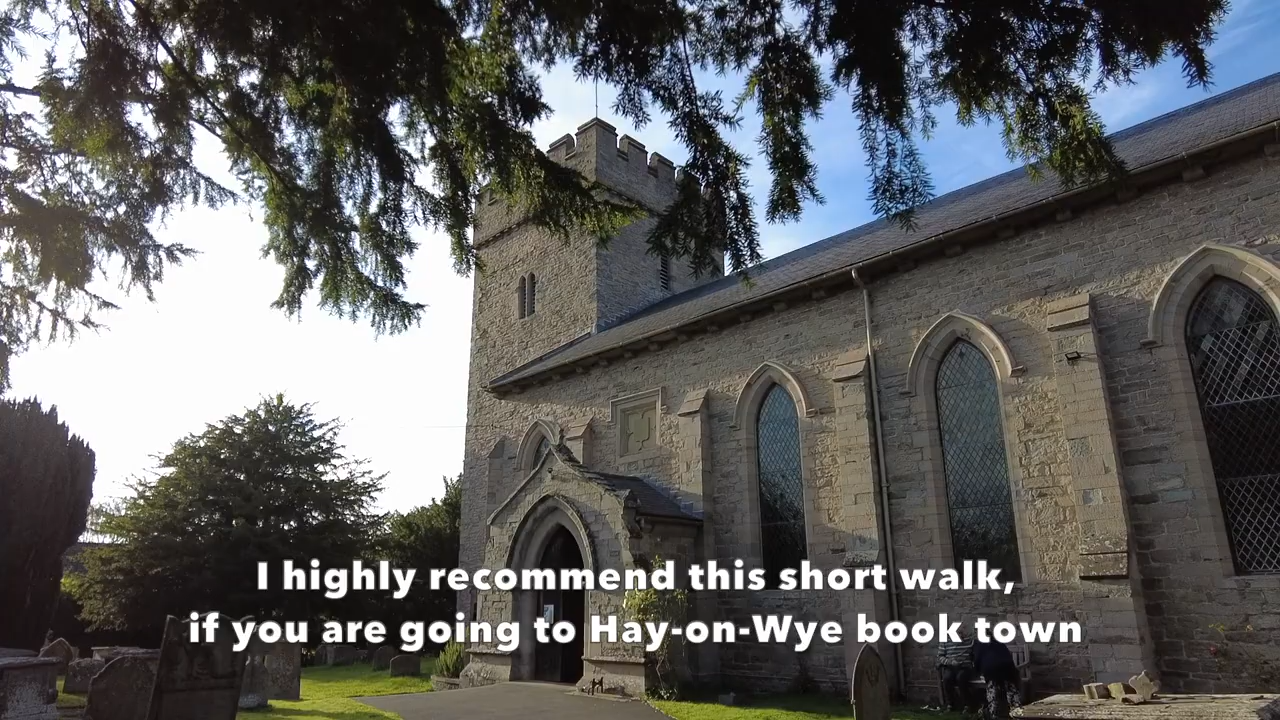 I highly recommend this short walk,
if you are going to Hay-on-Wye book town